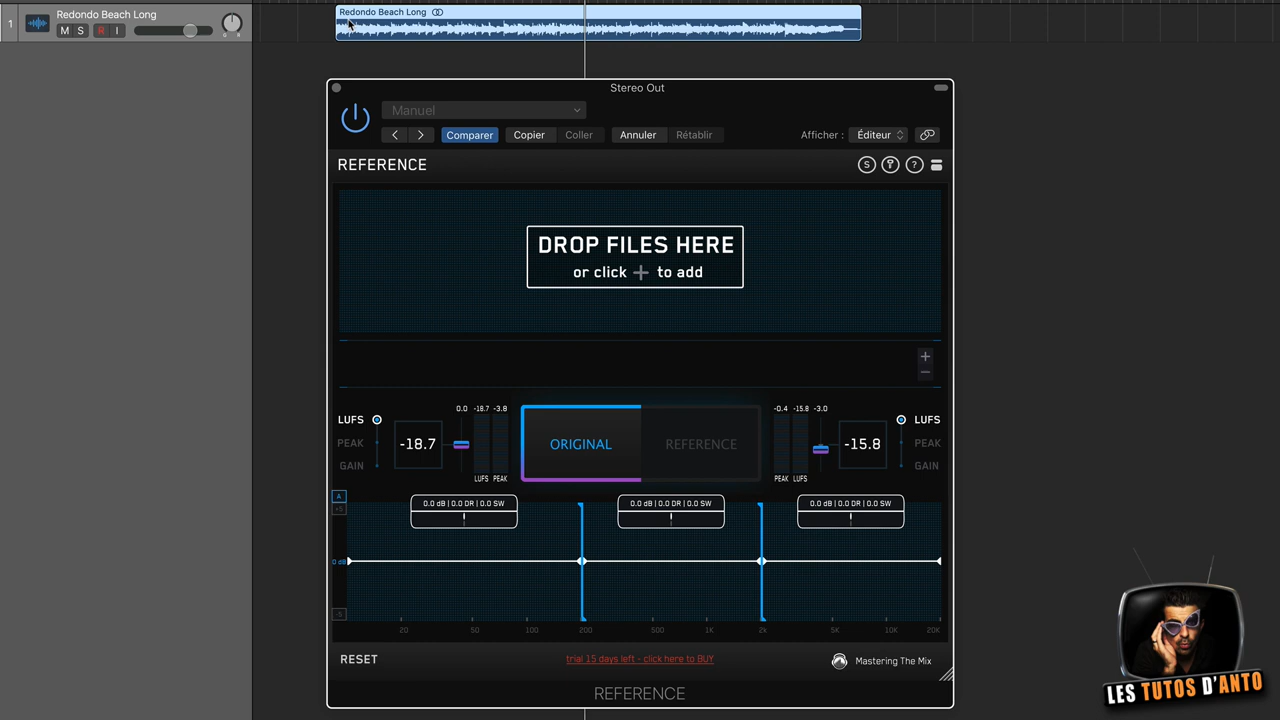 1
Redondo Beach Long
M S R I
G R
Redondo Beach Long
Stereo Out
Manuel
Comparer Copier Coller Annuler Rétablir Afficher : Éditeur
REFERENCE
S ?
DROP FILES HERE
or click + to add
+
−
LUFS
PEAK
GAIN
-18.7
0.0 -18.7 -3.8
LUFS PEAK
ORIGINAL REFERENCE
-0.4 -15.8 -3.0
PEAK LUFS
-15.8
LUFS
PEAK
GAIN
A
+5
0 dB
-5
0.0 dB | 0.0 DR | 0.0 SW
0.0 dB | 0.0 DR | 0.0 SW
0.0 dB | 0.0 DR | 0.0 SW
20 50 100 200 500 1K 2k 5K 10K 20K
RESET
trial 15 days left - click here to BUY
Mastering The Mix
REFERENCE
LES TUTOS D'ANTO